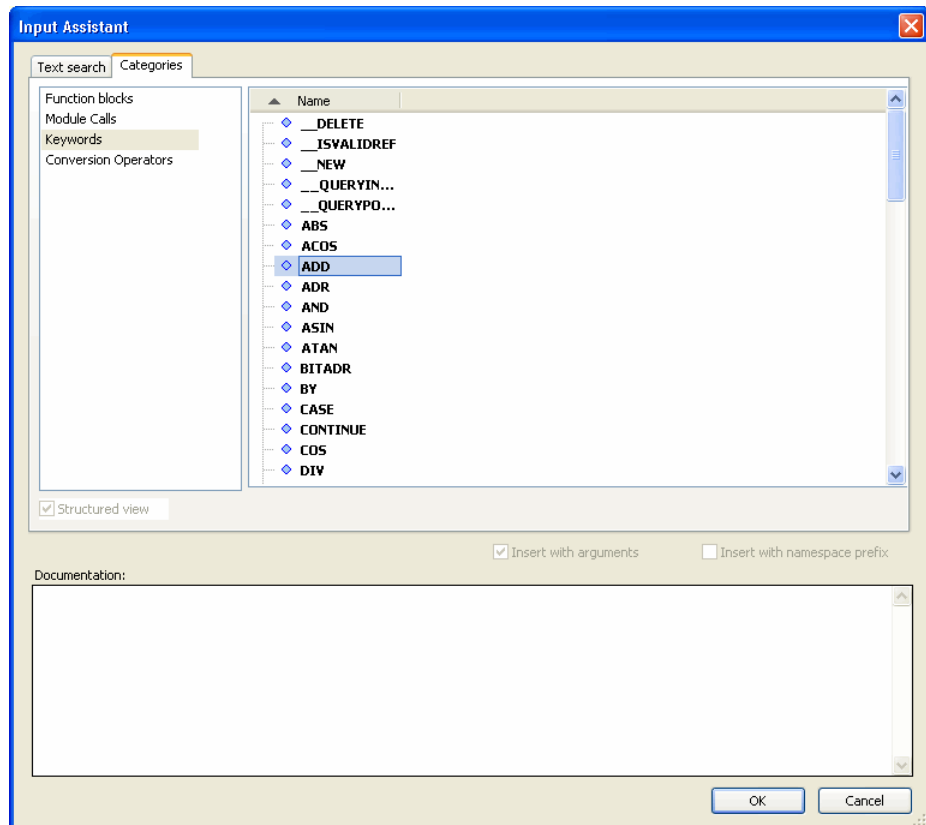 Input Assistant
Text search Categories
Function blocks
Module Calls
Keywords
Conversion Operators
Name
__DELETE
__ISVALIDREF
__NEW
__QUERYIN...
__QUERYPO...
ABS
ACOS
ADD
ADR
AND
ASIN
ATAN
BITADR
BY
CASE
CONTINUE
COS
DIV
Structured view
Insert with arguments Insert with namespace prefix
Documentation:
OK Cancel